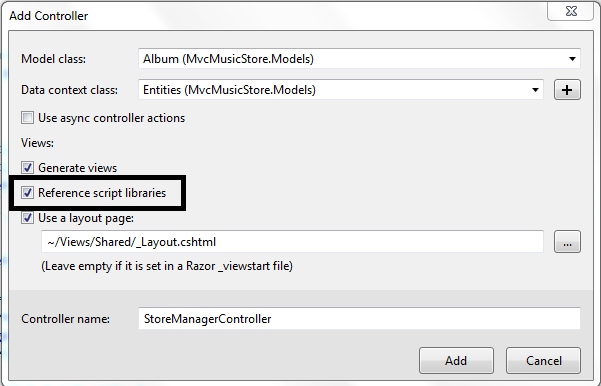 Add Controller
Model class: Album (MvcMusicStore.Models)
Data context class: Entities (MvcMusicStore.Models) +
Use async controller actions
Views:
Generate views
Reference script libraries
Use a layout page:
~/Views/Shared/_Layout.cshtml ...
(Leave empty if it is set in a Razor _viewstart file)
Controller name: StoreManagerController
Add Cancel